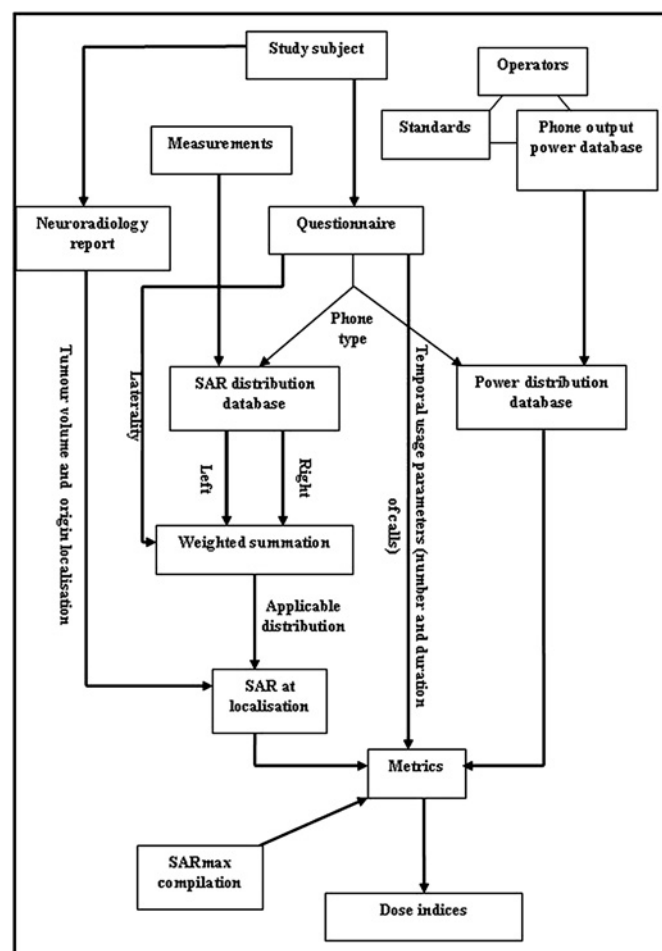 Study subject
Operators
Standards
Phone output
power database
Measurements
Neuroradiology
report
Questionnaire
Phone
type
Laterality
Tumour volume and origin localisation
Temporal usage parameters (number and duration
of calls)
SAR distribution
database
Power distribution
database
Left
Right
Weighted summation
Applicable
distribution
SAR at
localisation
Metrics
SARmax
compilation
Dose indices